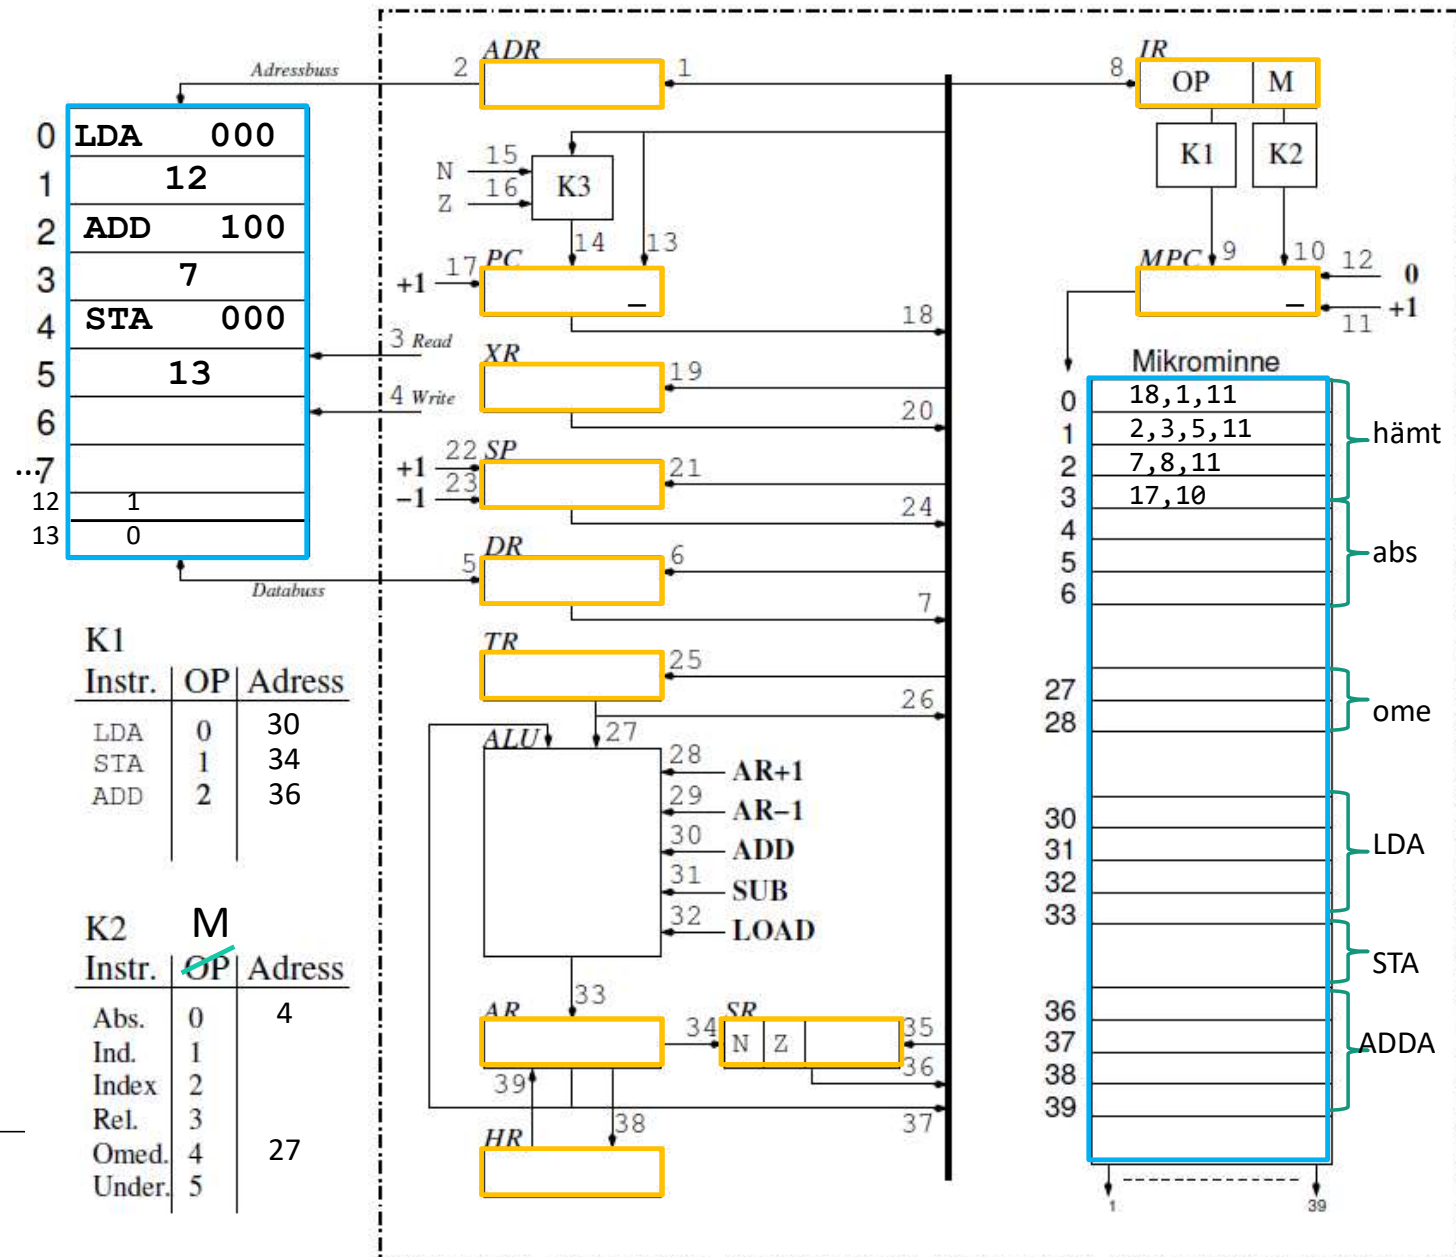 ADR
IR
Adressbuss
2
1
8
OP M
0 LDA 000
1 12
2 ADD 100
3 7
4 STA 000
5 13
6
...7
12 1
13 0
N 15
Z 16
K3
K1 K2
14 13
9 10
+1 17 PC
–
MPC
–
12 0
11 +1
18
3 Read
4 Write
XR
19
20
+1 22 SP
−1 23
21
24
DR
5
6
7
Databuss
TR
25
26
27
ALU
28 AR+1
29 AR−1
30 ADD
31 SUB
32 LOAD
33
AR
34
SR
N Z
35
36
37
39
38
HR
Mikrominne
0 18,1,11
1 2,3,5,11
2 7,8,11
3 17,10
hämt
4
5
6
abs
27
28
ome
30
31
32
33
LDA
STA
36
37
38
39
ADDA
1 39
K1
Instr. OP Adress
LDA 0 30
STA 1 34
ADD 2 36
M
K2
Instr. OP Adress
Abs. 0 4
Ind. 1
Index 2
Rel. 3
Omed. 4 27
Under. 5